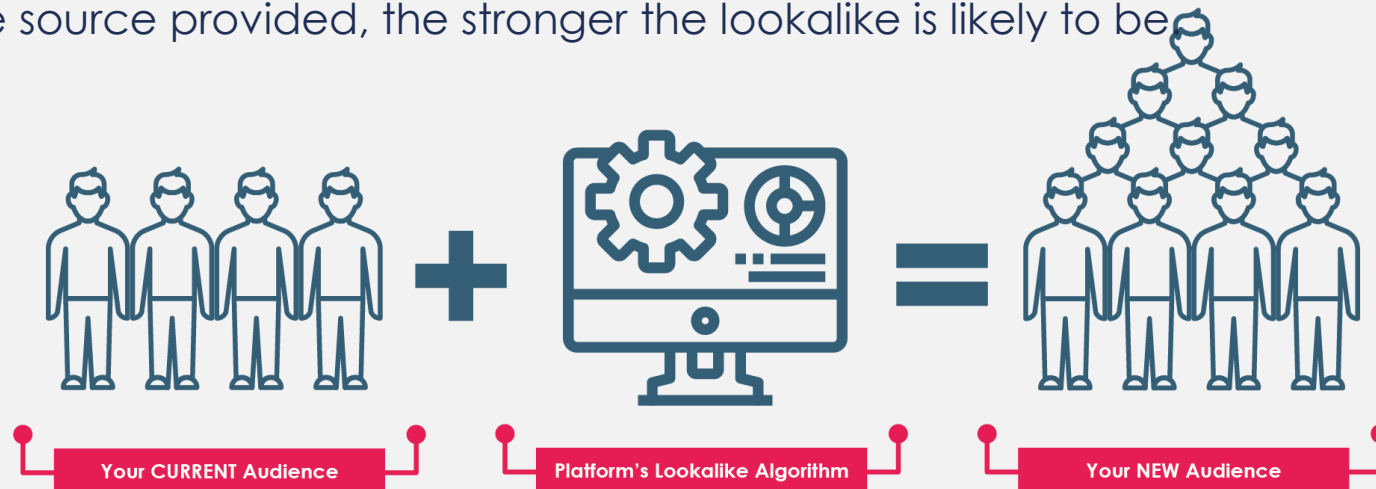 e source provided, the stronger the lookalike is likely to be.
Your CURRENT Audience
Platform's Lookalike Algorithm
Your NEW Audience